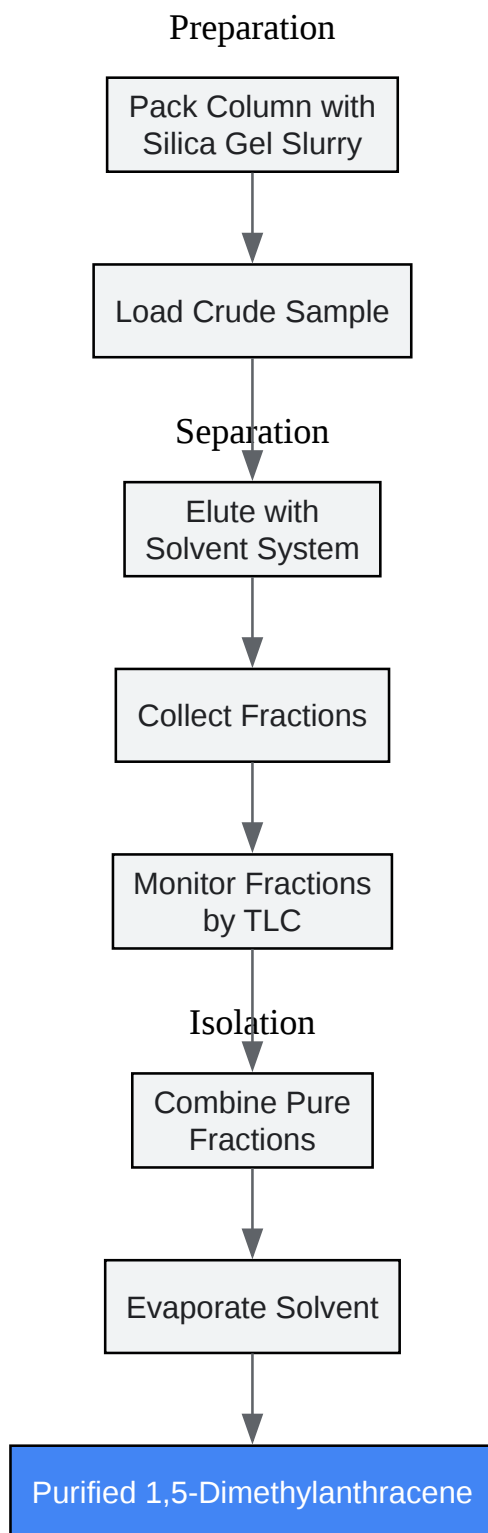 Preparation
Pack Column with
Silica Gel Slurry
Load Crude Sample
Separation
Elute with
Solvent System
Collect Fractions
Monitor Fractions
by TLC
Isolation
Combine Pure
Fractions
Evaporate Solvent
Purified 1,5-Dimethylanthracene